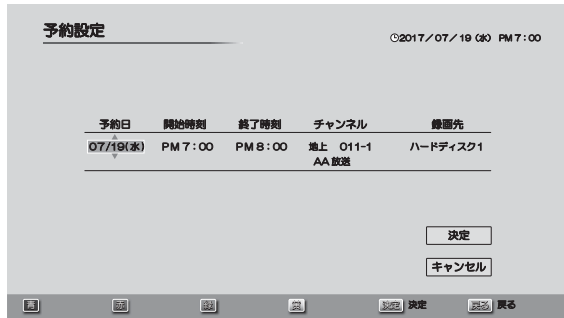 予約設定
2017/07/19(水) PM7:00
予約日 開始時刻 終了時刻 チャンネル 録画先
07/19(水) PM7:00 PM8:00 地上 011-1 ハードディスク1
AA放送
決定
キャンセル
青 赤 緑 黄 決定 決定 戻る 戻る